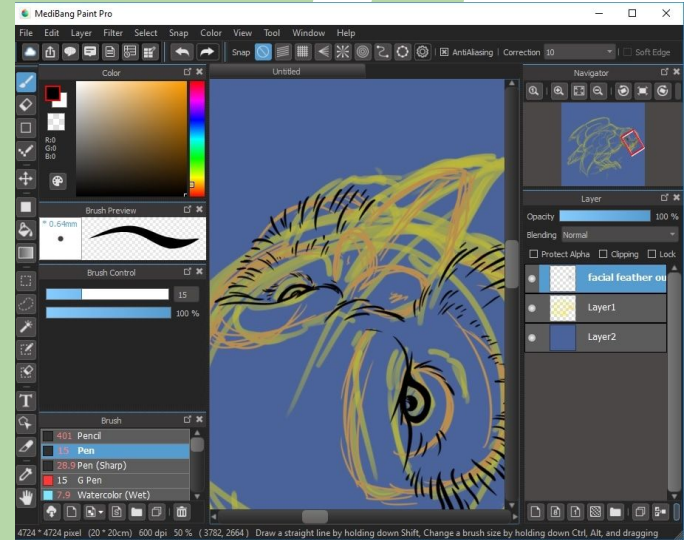 MediBang Paint Pro
File Edit Layer Filter Select Snap Color View Tool Window Help
Snap AntiAliasing Correction 10 Soft Edge
Color
Untitled
Navigator
R:0
G:0
B:0
Brush Preview
* 0.64mm
Layer
Opacity 100 %
Blending Normal
Protect Alpha Clipping Lock
Brush Control
15
100 %
facial feather ou
Layer1
Layer2
Brush
401 Pencil
15 Pen
28.9 Pen (Sharp)
15 G Pen
7.9 Watercolor (Wet)
4724 * 4724 pixel (20 * 20cm) 600 dpi 50 % ( 3782, 2664 ) Draw a straight line by holding down Shift, Change a brush size by holding down Ctrl, Alt, and dragging